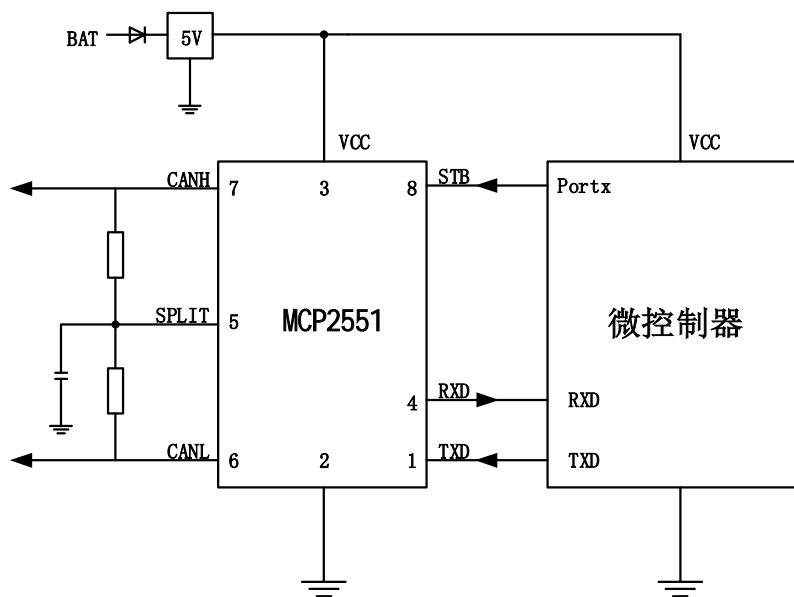 BAT
5V
VCC
VCC
CANH
7
3
8
STB
Portx
SPLIT
5
MCP2551
微控制器
4
RXD
RXD
CANL
6
2
1
TXD
TXD